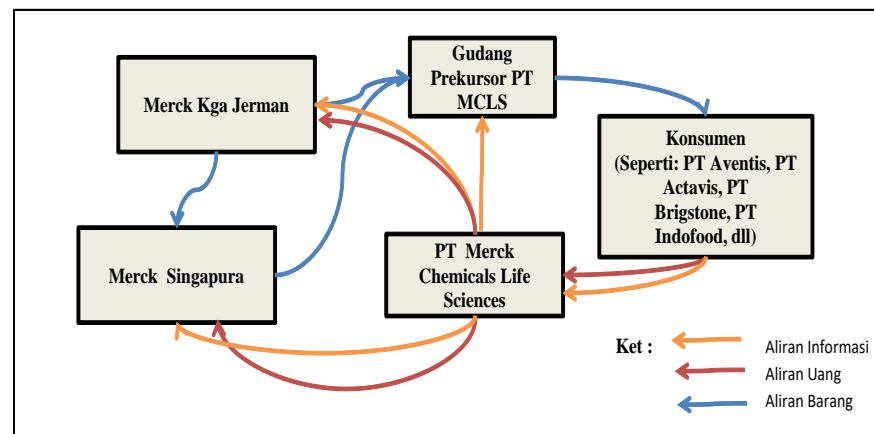 Gudang
Prekursor PT
MCLS
Merck Kga Jerman
Konsumen
(Seperti: PT Aventis, PT
Actavis, PT
Brigstone, PT
Indofood, dll)
Merck Singapura
PT Merck
Chemicals Life
Sciences
Ket :
Aliran Informasi
Aliran Uang
Aliran Barang